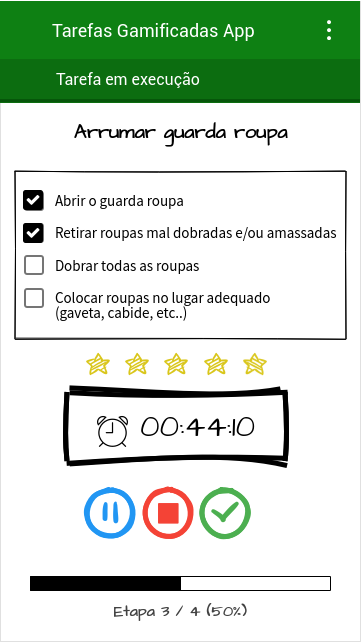 Tarefas Gamificadas App
Tarefa em execução
Arrumar guarda roupa
Abrir o guarda roupa
Retirar roupas mal dobradas e/ou amassadas
Dobrar todas as roupas
Colocar roupas no lugar adequado
(gaveta, cabide, etc..)
00:44:10
Etapa 3 / 4 (50%)